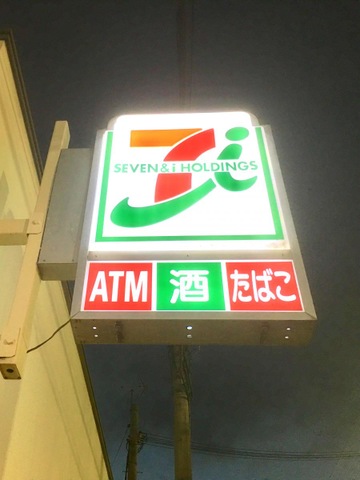 7i
SEVEN & i HOLDINGS
ATM 酒 たばこ